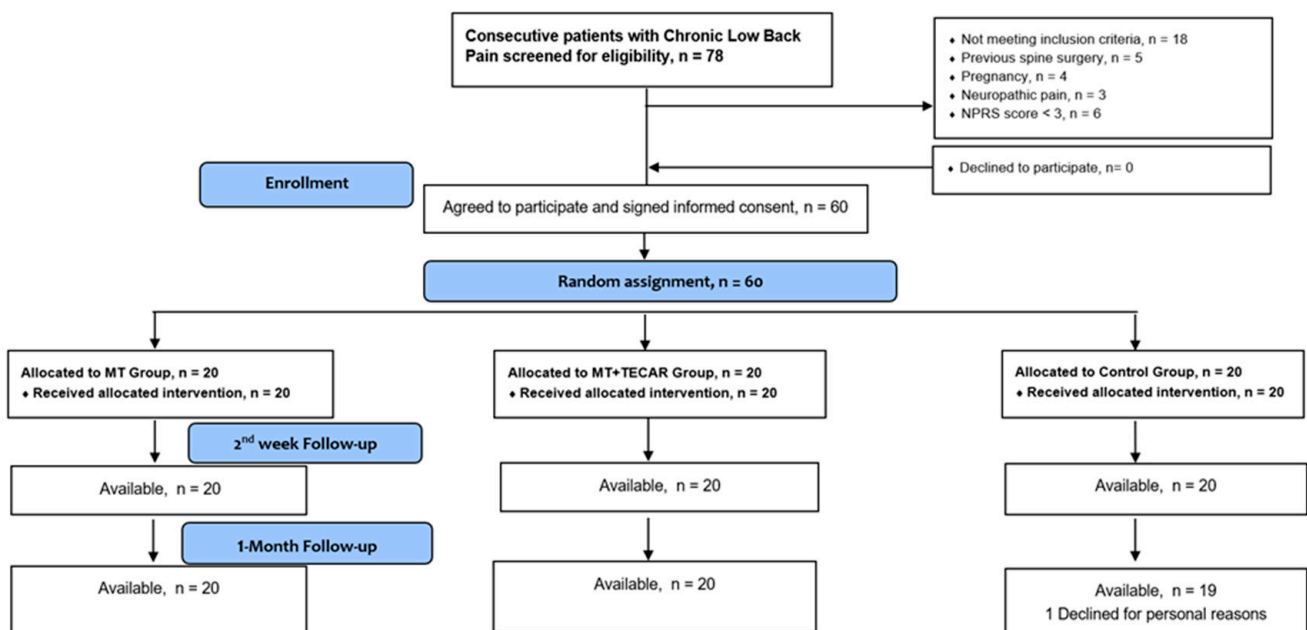 Consecutive patients with Chronic Low Back
Pain screened for eligibility, n = 78
♦ Not meeting inclusion criteria, n = 18
♦ Previous spine surgery, n = 5
♦ Pregnancy, n = 4
♦ Neuropathic pain, n = 3
♦ NPRS score < 3, n = 6
♦ Declined to participate, n= 0
Enrollment
Agreed to participate and signed informed consent, n = 60
Random assignment, n = 60
Allocated to MT Group, n = 20
♦ Received allocated intervention, n = 20
Allocated to MT+TECAR Group, n = 20
♦ Received allocated intervention, n = 20
Allocated to Control Group, n = 20
♦ Received allocated intervention, n = 20
2nd week Follow-up
Available, n = 20
Available, n = 20
Available, n = 20
1-Month Follow-up
Available, n = 20
Available, n = 20
Available, n = 19
1 Declined for personal reasons